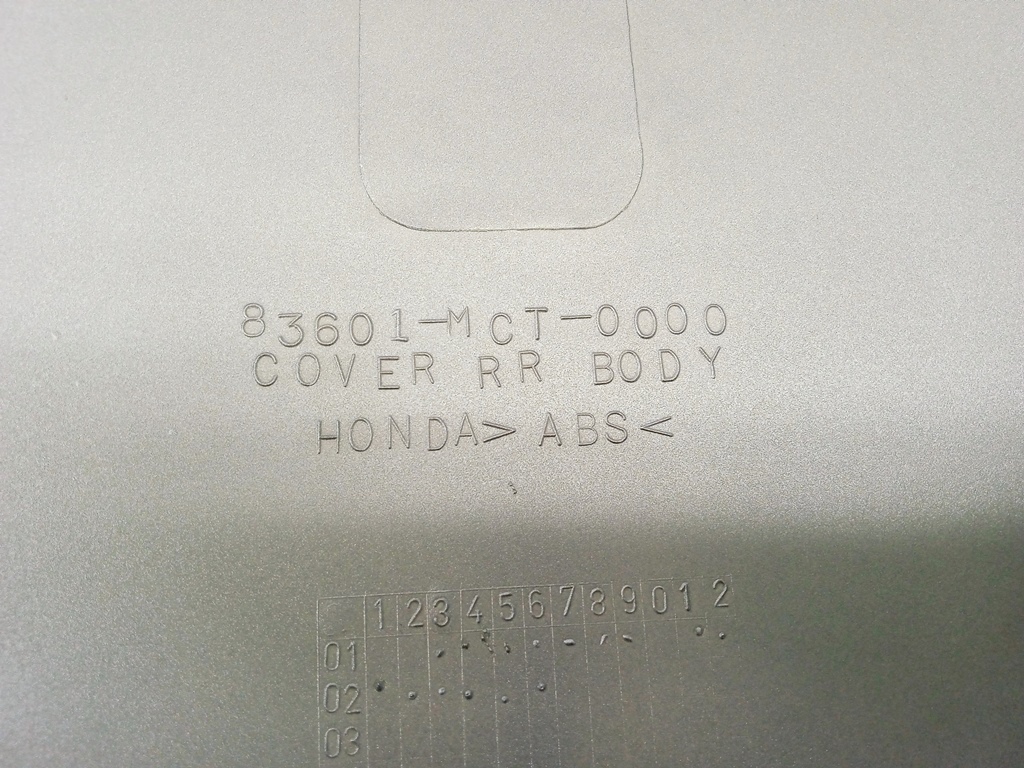 83601-MCT-0000
COVER RR BODY
HONDA> ABS<
1 2 3 4 5 6 7 8 9 0 1 2
01
02
03